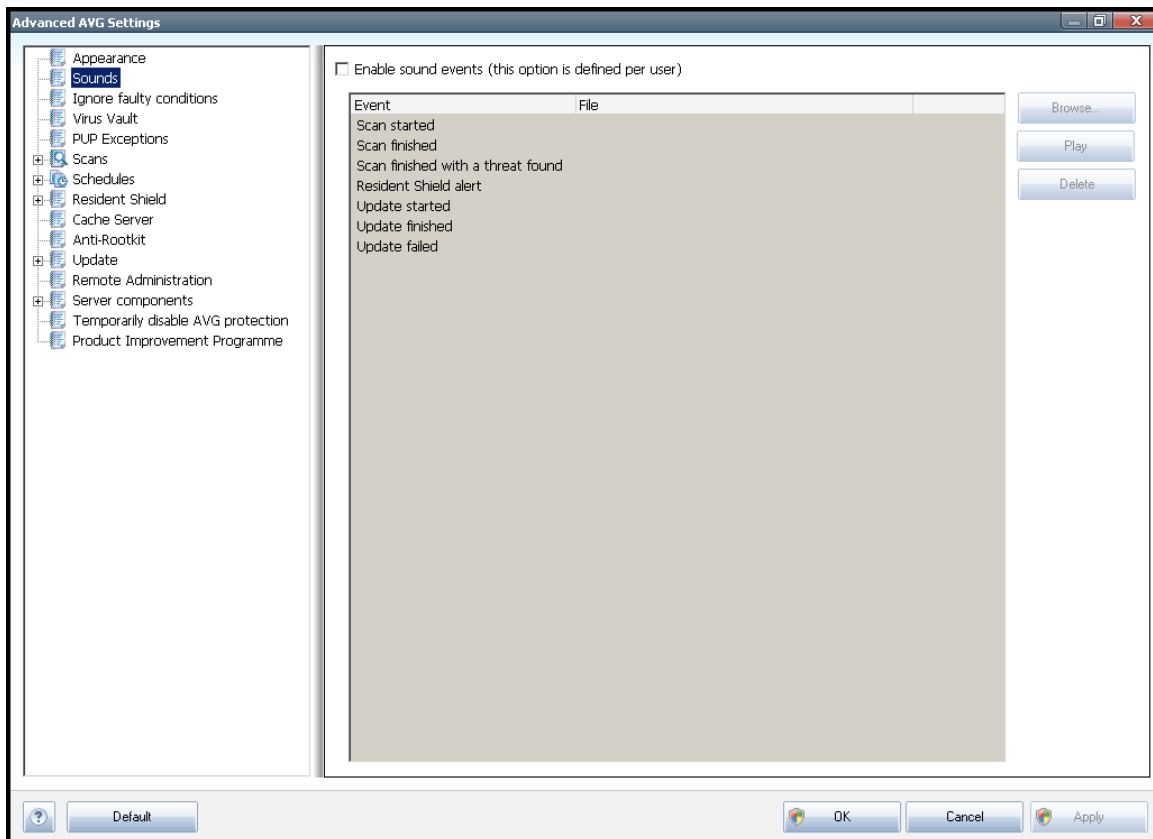 Advanced AVG Settings
Appearance
Sounds
Ignore faulty conditions
Virus Vault
PUP Exceptions
Scans
Schedules
Resident Shield
Cache Server
Anti-Rootkit
Update
Remote Administration
Server components
Temporarily disable AVG protection
Product Improvement Programme
Enable sound events (this option is defined per user)
Event File
Scan started
Scan finished
Scan finished with a threat found
Resident Shield alert
Update started
Update finished
Update failed
Browse...
Play
Delete
? Default OK Cancel Apply